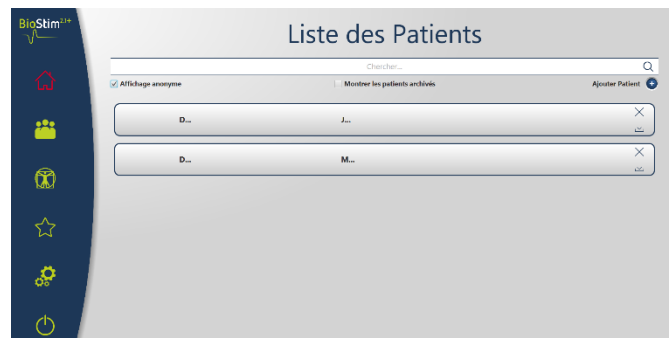 BioStim2.1+
Liste des Patients
Chercher...
Affichage anonyme Montrer les patients archivés Ajouter Patient
D... J...
D... M...